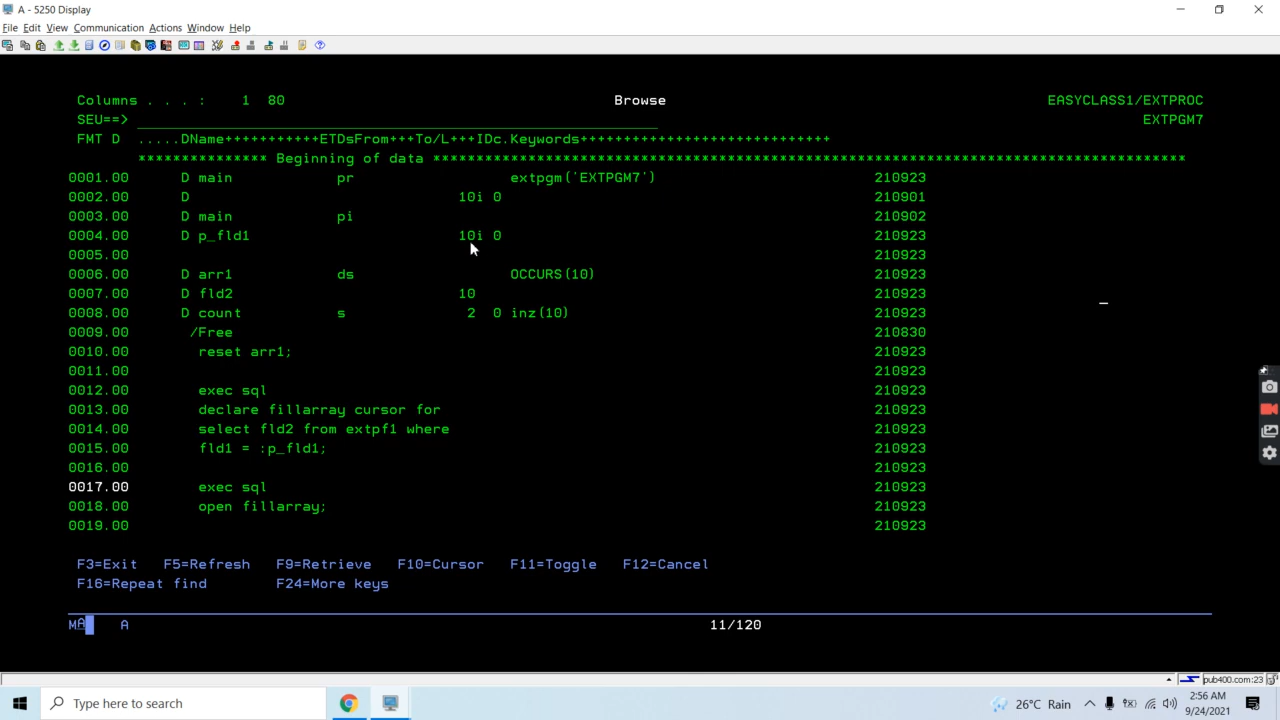 A - 5250 Display
File Edit View Communication Actions Window Help
Columns . . . : 1 80 Browse EASYCLASS1/EXTPROC
SEU==> EXTPGM7
FMT D .....DName+++++++++++ETDsFrom+++To/L+++IDc.Keywords+++++++++++++++++++++++++++++
*************** Beginning of data *****************************************************************************************
0001.00 D main pr extpgm('EXTPGM7') 210923
0002.00 D 10i 0 210901
0003.00 D main pi 210902
0004.00 D p_fld1 10i 0 210923
0005.00 210923
0006.00 D arr1 ds OCCURS(10) 210923
0007.00 D fld2 10 210923
0008.00 D count s 2 0 inz(10) 210923
0009.00 /Free 210830
0010.00 reset arr1; 210923
0011.00 210923
0012.00 exec sql 210923
0013.00 declare fillarray cursor for 210923
0014.00 select fld2 from extpf1 where 210923
0015.00 fld1 = :p_fld1; 210923
0016.00 210923
0017.00 exec sql 210923
0018.00 open fillarray; 210923
0019.00 210923
F3=Exit F5=Refresh F9=Retrieve F10=Cursor F11=Toggle F12=Cancel
F16=Repeat find F24=More keys
MA A 11/120
pub400.com:23
Type here to search 26°C Rain 2:56 AM
9/24/2021